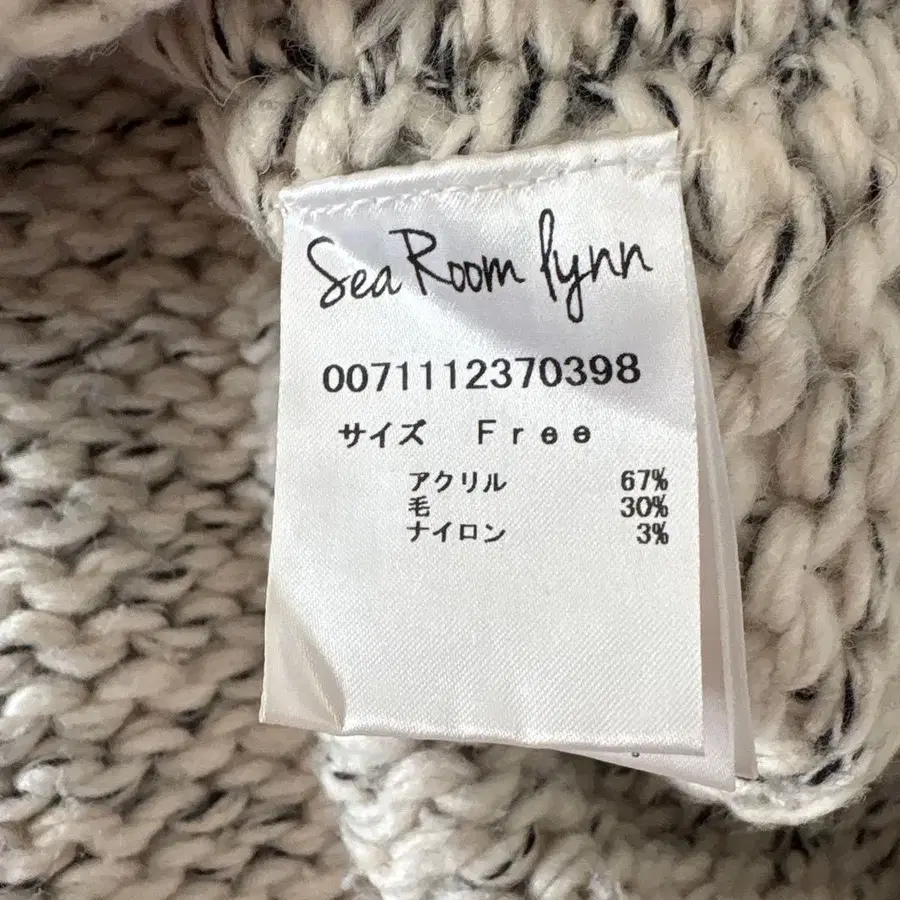 Sea Room lynn
0071112370398
サイズ Free
アクリル 67%
毛 30%
ナイロン 3%